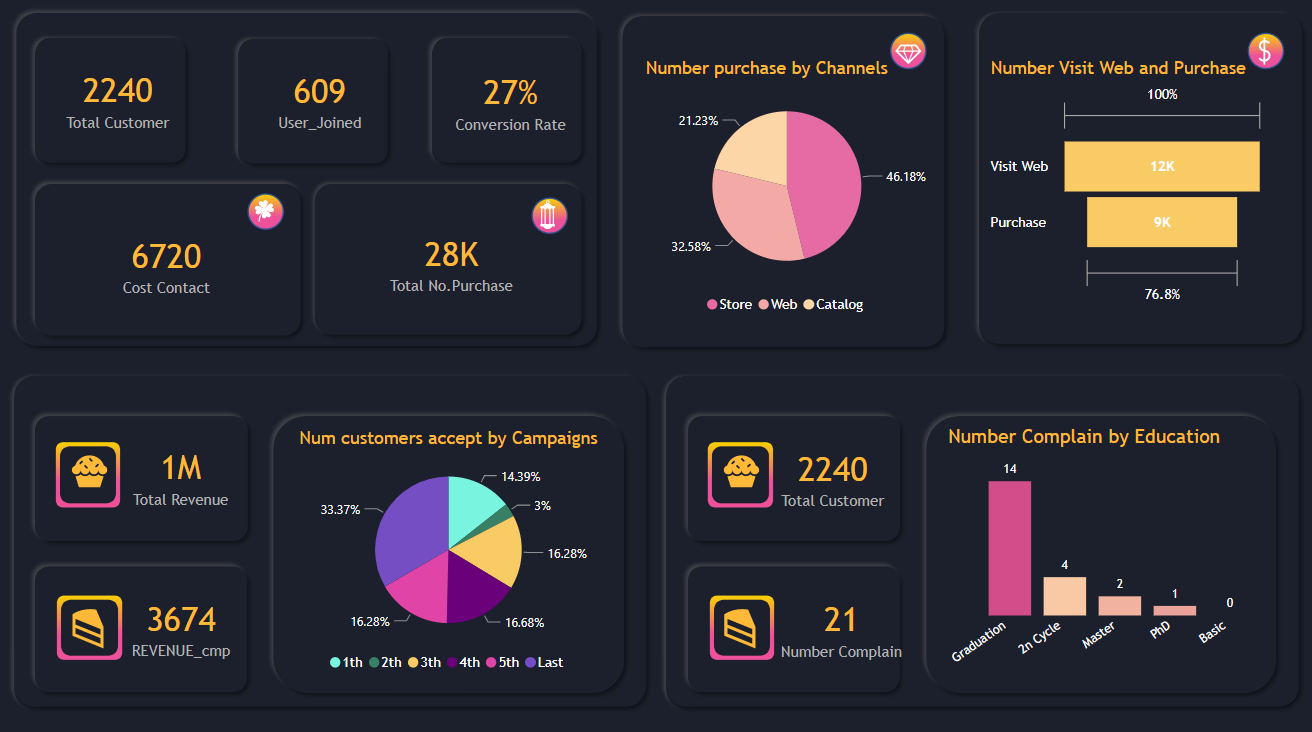 2240
Total Customer
609
User_Joined
27%
Conversion Rate
6720
Cost Contact
28K
Total No.Purchase
Number purchase by Channels
21.23%
46.18%
32.58%
Store Web Catalog
$
Number Visit Web and Purchase
100%
Visit Web 12K
Purchase 9K
76.8%
1M
Total Revenue
3674
REVENUE_cmp
Num customers accept by Campaigns
14.39%
3%
33.37%
16.28%
16.28%
16.68%
1th 2th 3th 4th 5th Last
2240
Total Customer
21
Number Complain
Number Complain by Education
14
4
2
1
0
Graduation
2n Cycle
Master
PhD
Basic